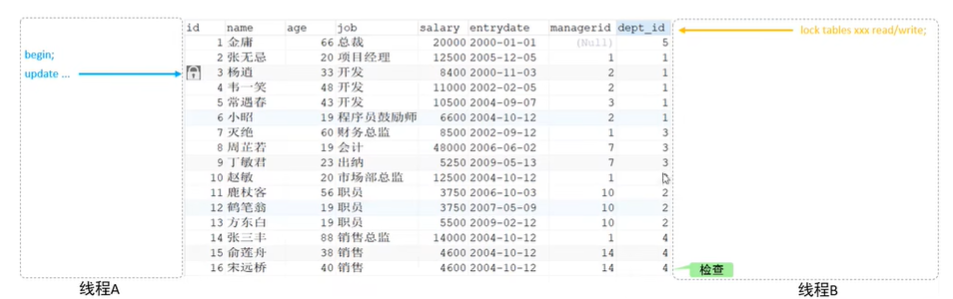 id name age job salary entrydate managerid dept_id
lock tables xxx read/write;
1 金庸 66 总裁 20000 2000-01-01 (Null) 5
begin;
2 张无忌 20 项目经理 12500 2005-12-05 1 1
update ...
3 杨逍 33 开发 8400 2000-11-03 2 1
4 韦一笑 48 开发 11000 2002-02-05 2 1
5 常遇春 43 开发 10500 2004-09-07 3 1
6 小昭 19 程序员鼓励师 6600 2004-10-12 2 1
7 灭绝 60 财务总监 8500 2002-09-12 1 3
8 周芷若 19 会计 48000 2006-06-02 7 3
9 丁敏君 23 出纳 5250 2009-05-13 7 3
10 赵敏 20 市场部总监 12500 2004-10-12 1
11 鹿杖客 56 职员 3750 2006-10-03 10 2
12 鹤笔翁 19 职员 3750 2007-05-09 10 2
13 方东白 19 职员 5500 2009-02-12 10 2
14 张三丰 88 销售总监 14000 2004-10-12 1 4
15 俞莲舟 38 销售 4600 2004-10-12 14 4
16 宋远桥 40 销售 4600 2004-10-12 14 4
检查
线程A
线程B